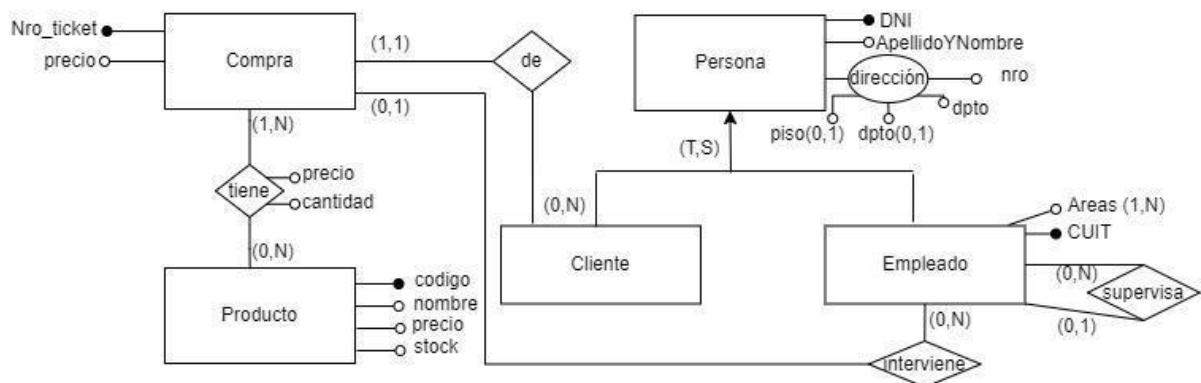 Nro_ticket
precio
Compra
(1,1)
(0,1)
de
Persona
DNI
ApellidoYNombre
dirección
nro
dpto
piso(0,1)
dpto(0,1)
(1,N)
(T,S)
tiene
precio
cantidad
(0,N)
(0,N)
Cliente
Empleado
Areas (1,N)
CUIT
(0,N)
supervisa
(0,1)
Producto
codigo
nombre
precio
stock
(0,N)
interviene